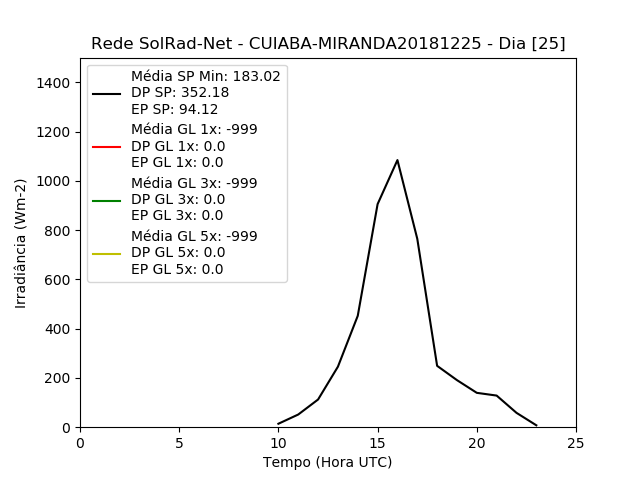 Rede SolRad-Net - CUIABA-MIRANDA20181225 - Dia [25]
Média SP Min: 183.02
DP SP: 352.18
EP SP: 94.12
Média GL 1x: -999
DP GL 1x: 0.0
EP GL 1x: 0.0
Média GL 3x: -999
DP GL 3x: 0.0
EP GL 3x: 0.0
Média GL 5x: -999
DP GL 5x: 0.0
EP GL 5x: 0.0
Irradiância (Wm-2)
1400
1200
1000
800
600
400
200
0
0 5 10 15 20 25
Tempo (Hora UTC)